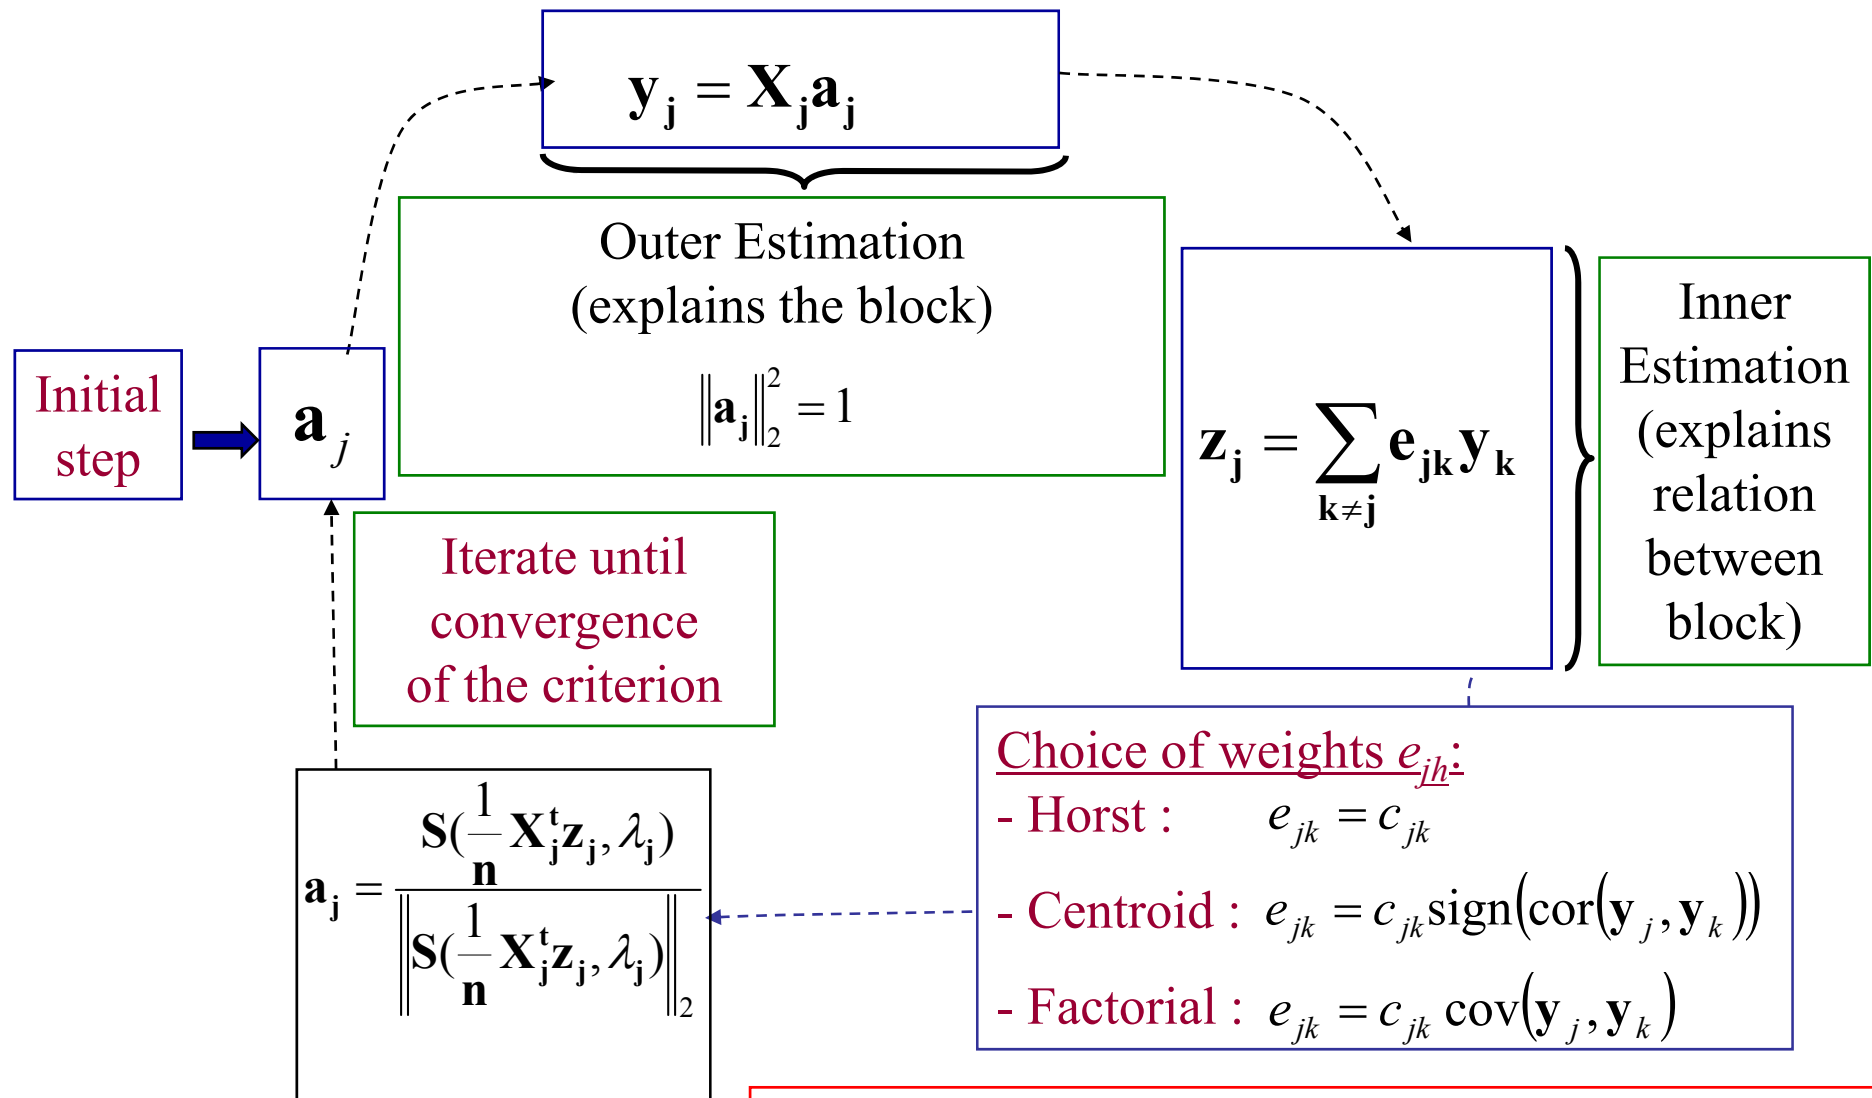 𝐲_𝐣 = 𝐗_𝐣 𝐚_𝐣
Outer Estimation
(explains the block)
‖𝐚_𝐣‖₂² = 1
Initial
step
𝐚_j
𝐳_𝐣 = ∑_{𝐤≠𝐣} 𝐞_𝐣𝐤 𝐲_𝐤
Inner
Estimation
(explains
relation
between
block)
Iterate until
convergence
of the criterion
𝐚_𝐣 = S(1/n 𝐗_𝐣^𝐭 𝐳_𝐣, λ_𝐣) / ‖S(1/n 𝐗_𝐣^𝐭 𝐳_𝐣, λ_𝐣)‖₂
Choice of weights e_jh:
- Horst : e_jk = c_jk
- Centroid : e_jk = c_jk sign(cor(𝐲_j, 𝐲_k))
- Factorial : e_jk = c_jk cov(𝐲_j, 𝐲_k)